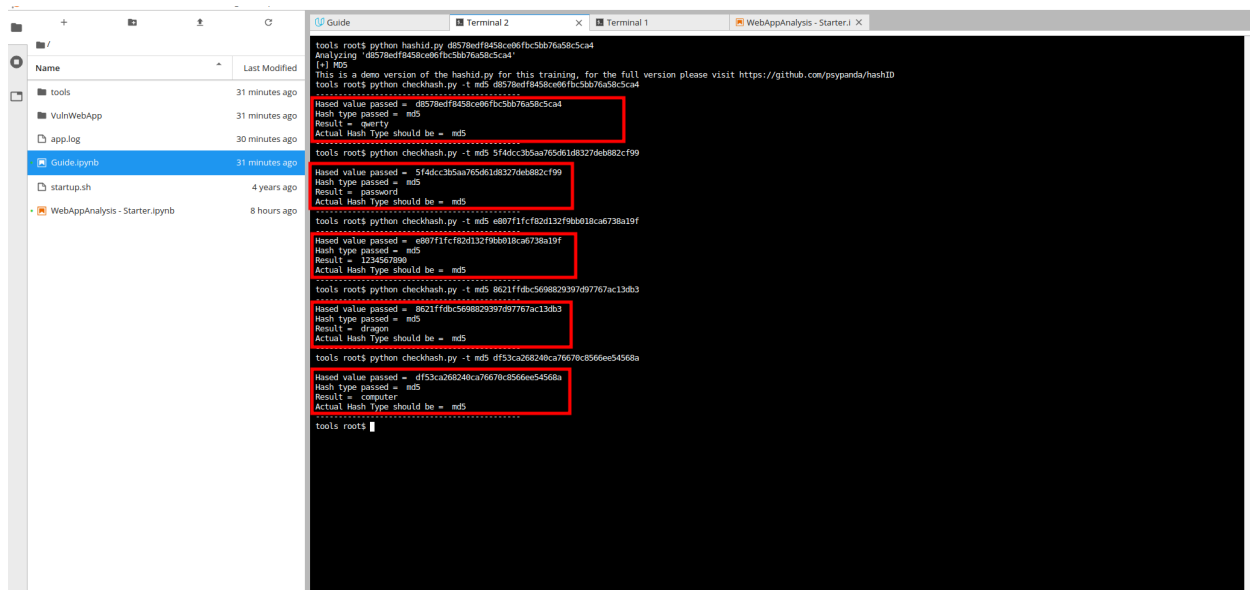 Guide
Terminal 2
Terminal 1
WebAppAnalysis - Starter.i
/
Name
Last Modified
tools
31 minutes ago
VulnWebApp
31 minutes ago
app.log
30 minutes ago
Guide.ipynb
31 minutes ago
startup.sh
4 years ago
WebAppAnalysis - Starter.ipynb
8 hours ago
tools root$ python hashid.py d8578edf8458ce06fbc5bb76a58c5ca4
Analyzing 'd8578edf8458ce06fbc5bb76a58c5ca4'
[+] MD5
This is a demo version of the hashid.py for this training, for the full version please visit https://github.com/psypanda/hashID
tools root$ python checkhash.py -t md5 d8578edf8458ce06fbc5bb76a58c5ca4
---------------------------------------------
Hased value passed =  d8578edf8458ce06fbc5bb76a58c5ca4
Hash type passed =  md5
Result =  qwerty
Actual Hash Type should be =  md5
---------------------------------------------
tools root$ python checkhash.py -t md5 5f4dcc3b5aa765d61d8327deb882cf99
---------------------------------------------
Hased value passed =  5f4dcc3b5aa765d61d8327deb882cf99
Hash type passed =  md5
Result =  password
Actual Hash Type should be =  md5
---------------------------------------------
tools root$ python checkhash.py -t md5 e807f1fcf82d132f9bb018ca6738a19f
---------------------------------------------
Hased value passed =  e807f1fcf82d132f9bb018ca6738a19f
Hash type passed =  md5
Result =  1234567890
Actual Hash Type should be =  md5
---------------------------------------------
tools root$ python checkhash.py -t md5 8621ffdbc5698829397d97767ac13db3
---------------------------------------------
Hased value passed =  8621ffdbc5698829397d97767ac13db3
Hash type passed =  md5
Result =  dragon
Actual Hash Type should be =  md5
---------------------------------------------
tools root$ python checkhash.py -t md5 df53ca268240ca76670c8566ee54568a
---------------------------------------------
Hased value passed =  df53ca268240ca76670c8566ee54568a
Hash type passed =  md5
Result =  computer
Actual Hash Type should be =  md5
---------------------------------------------
tools root$